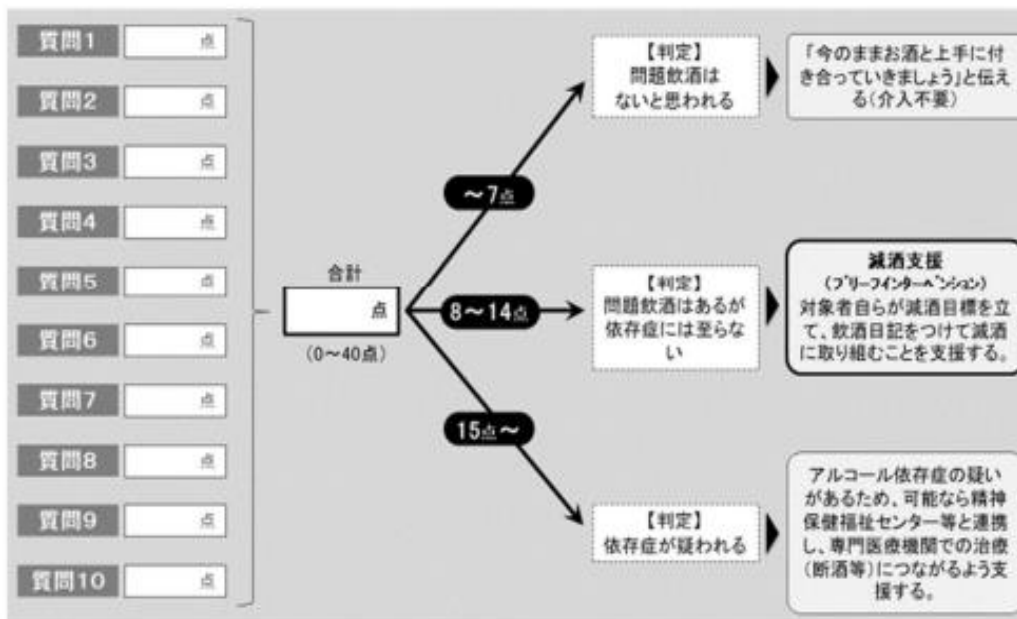 質問1 点
質問2 点
質問3 点
質問4 点
質問5 点
質問6 点
質問7 点
質問8 点
質問9 点
質問10 点
合計
点
(0～40点)
～7点
8～14点
15点～
【判定】
問題飲酒は
ないと思われる
「今のままお酒と上手に付
き合っていきましょう」と伝え
る(介入不要)
【判定】
問題飲酒はあるが
依存症には至らな
い
減酒支援
(ブリーフインターベンション)
対象者自らが減酒目標を立
て、飲酒日記をつけて減酒
に取り組むことを支援する。
【判定】
依存症が疑われる
アルコール依存症の疑い
があるため、可能なら精神
保健福祉センター等と連携
し、専門医療機関での治療
(断酒等)につながるよう支
援する。